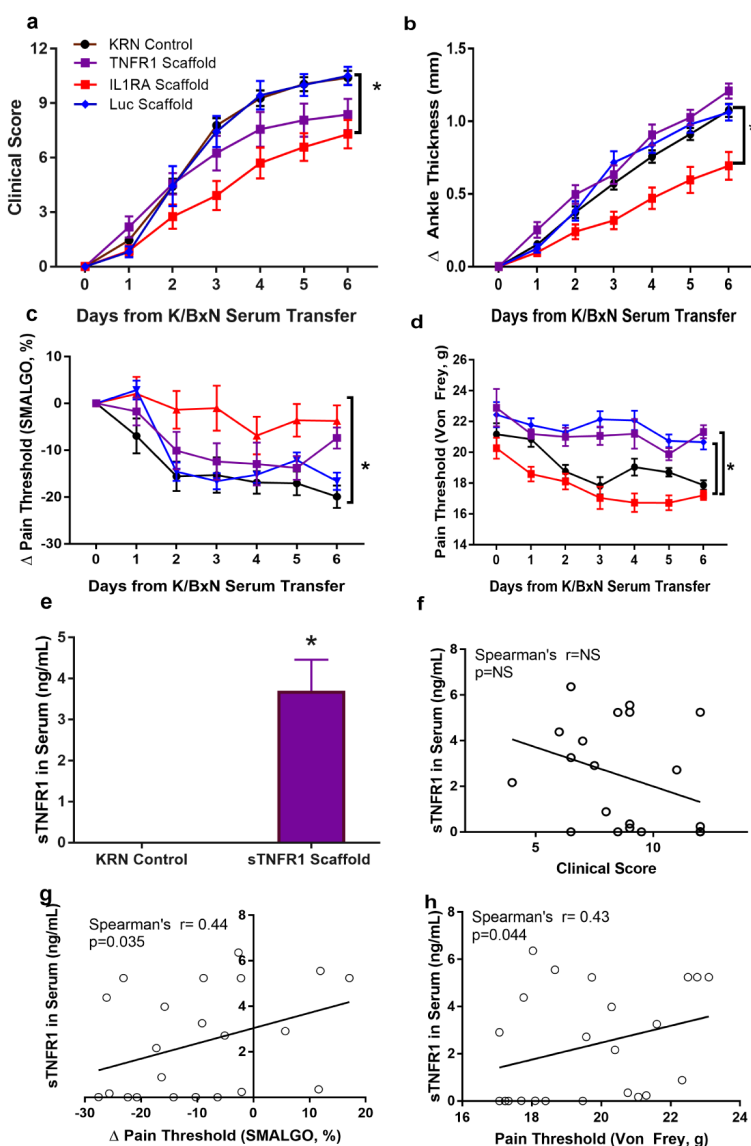 a
KRN Control
TNFR1 Scaffold
IL1RA Scaffold
Luc Scaffold
*
12
9
6
3
0
Clinical Score
0 1 2 3 4 5 6
Days from K/BxN Serum Transfer
b
1.5
1.0
0.5
0.0
Δ Ankle Thickness (mm)
0 1 2 3 4 5 6
Days from K/BxN Serum Transfer
c
10
0
-10
-20
-30
Δ Pain Threshold (SMALGO, %)
*
0 1 2 3 4 5 6
Days from K/BxN Serum Transfer
d
26
24
22
20
18
16
14
Pain Threshold (Von Frey, g)
*
0 1 2 3 4 5 6
Days from K/BxN Serum Transfer
e
5
4
3
2
1
0
sTNFR1 in Serum (ng/mL)
*
KRN Control sTNFR1 Scaffold
f
Spearman's r=NS
p=NS
8
6
4
2
0
sTNFR1 in Serum (ng/mL)
5 10
Clinical Score
g
Spearman's r= 0.44
p=0.035
8
6
4
2
sTNFR1 in Serum (ng/mL)
-30 -20 -10 0 10 20
Δ Pain Threshold (SMALGO, %)
h
Spearman's r= 0.43
p=0.044
8
6
4
2
0
sTNFR1 in Serum (ng/mL)
16 18 20 22 24
Pain Threshold (Von Frey, g)